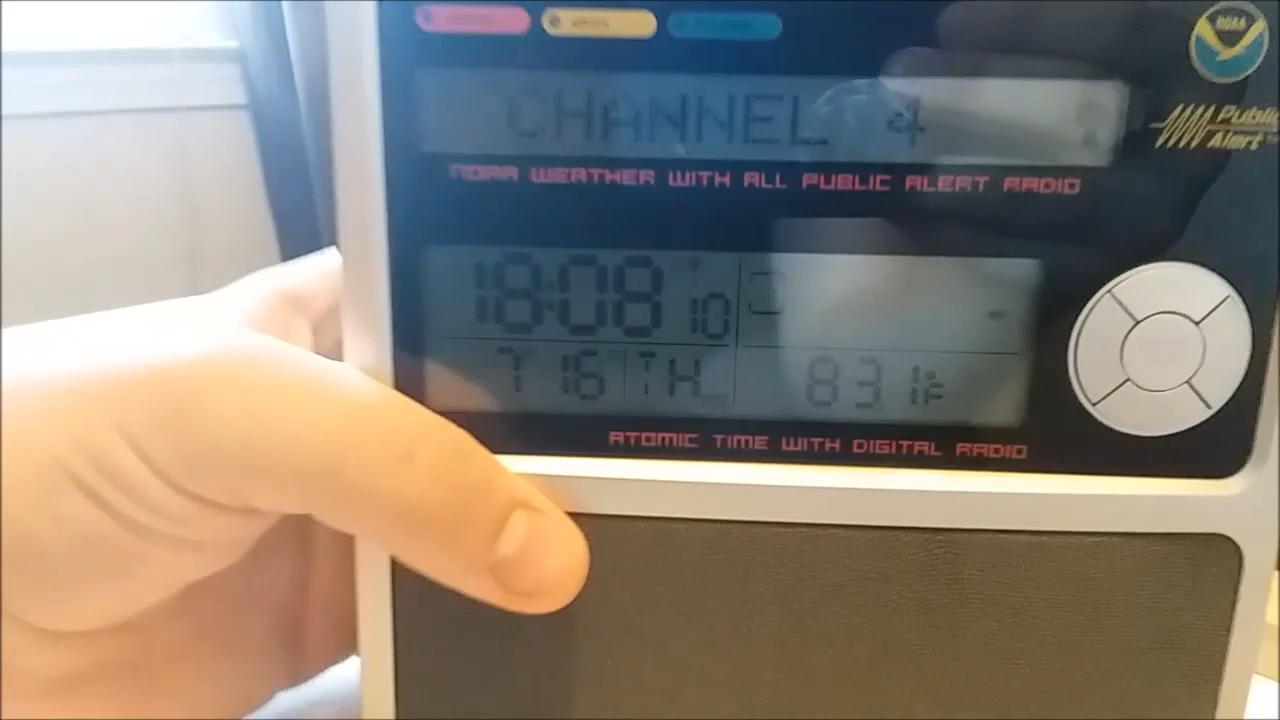 NOAA
CHANNEL 4
Public
Alert
NOAA WEATHER WITH ALL PUBLIC ALERT RADIO
18:08 10
7 16 TH 83.1°F
ATOMIC TIME WITH DIGITAL RADIO